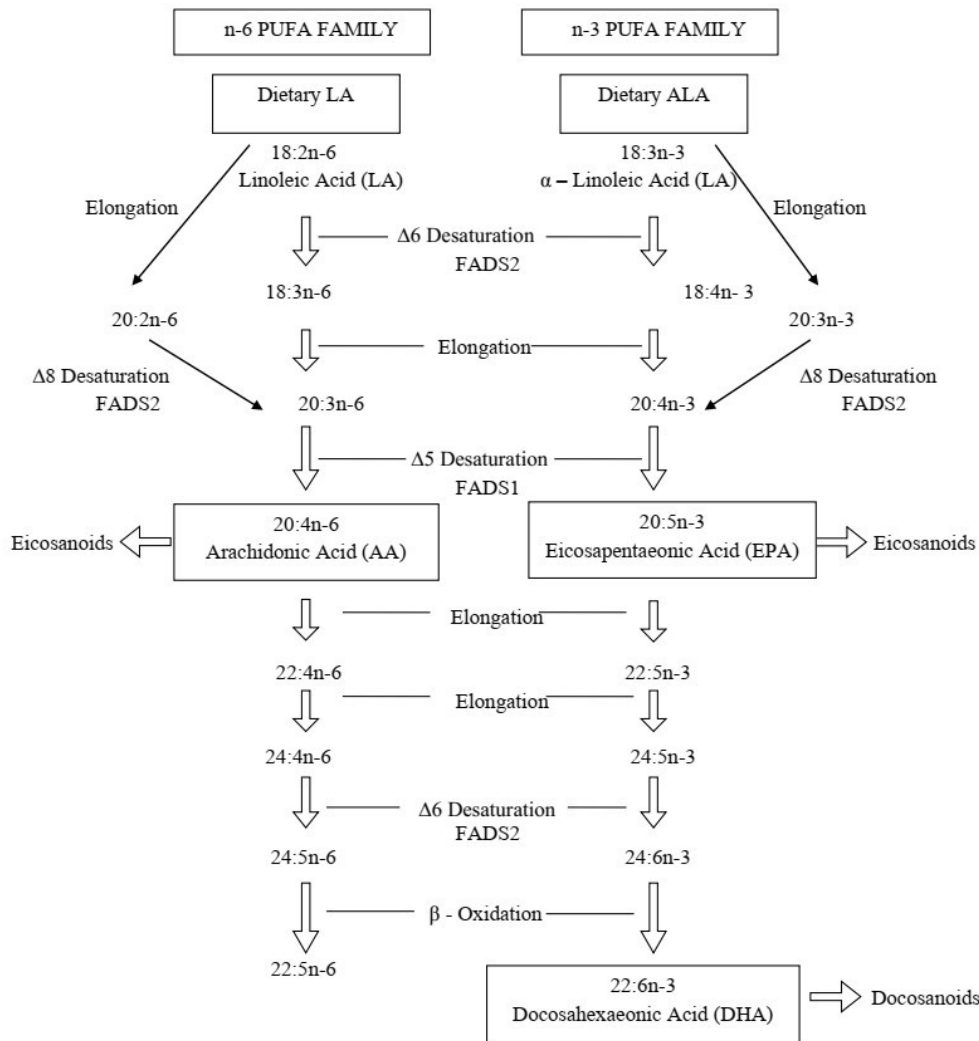 n-6 PUFA FAMILY
n-3 PUFA FAMILY
Dietary LA
Dietary ALA
18:2n-6
Linoleic Acid (LA)
18:3n-3
α – Linoleic Acid (LA)
Elongation
Elongation
Δ6 Desaturation
FADS2
18:3n-6
18:4n- 3
20:2n-6
20:3n-3
Elongation
Δ8 Desaturation
FADS2
Δ8 Desaturation
FADS2
20:3n-6
20:4n-3
Δ5 Desaturation
FADS1
Eicosanoids
20:4n-6
Arachidonic Acid (AA)
20:5n-3
Eicosapentaeonic Acid (EPA)
Eicosanoids
Elongation
22:4n-6
22:5n-3
Elongation
24:4n-6
24:5n-3
Δ6 Desaturation
FADS2
24:5n-6
24:6n-3
β - Oxidation
22:5n-6
22:6n-3
Docosahexaeonic Acid (DHA)
Docosanoids